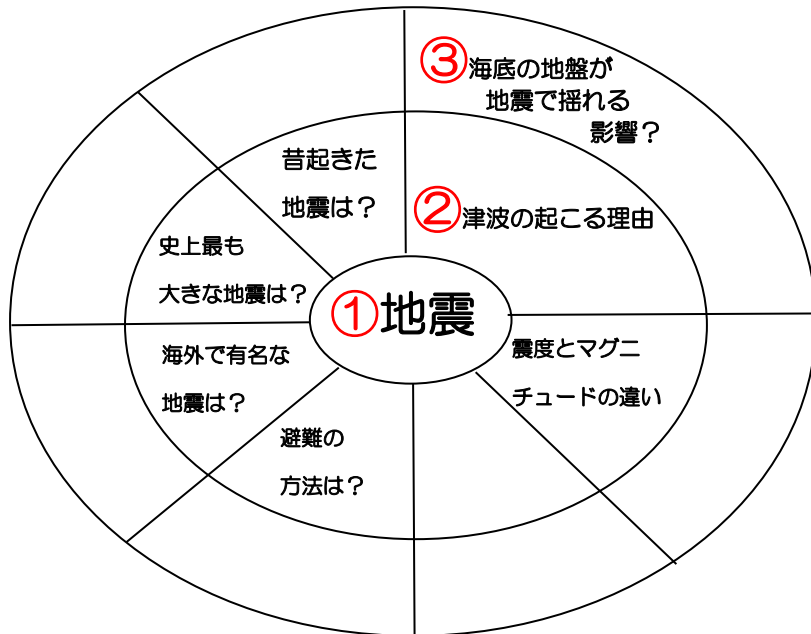 ③海底の地盤が
地震で揺れる
影響？
昔起きた
地震は？
②津波の起こる理由
史上最も
大きな地震は？
①地震
海外で有名な
地震は？
震度とマグニ
チュードの違い
避難の
方法は？